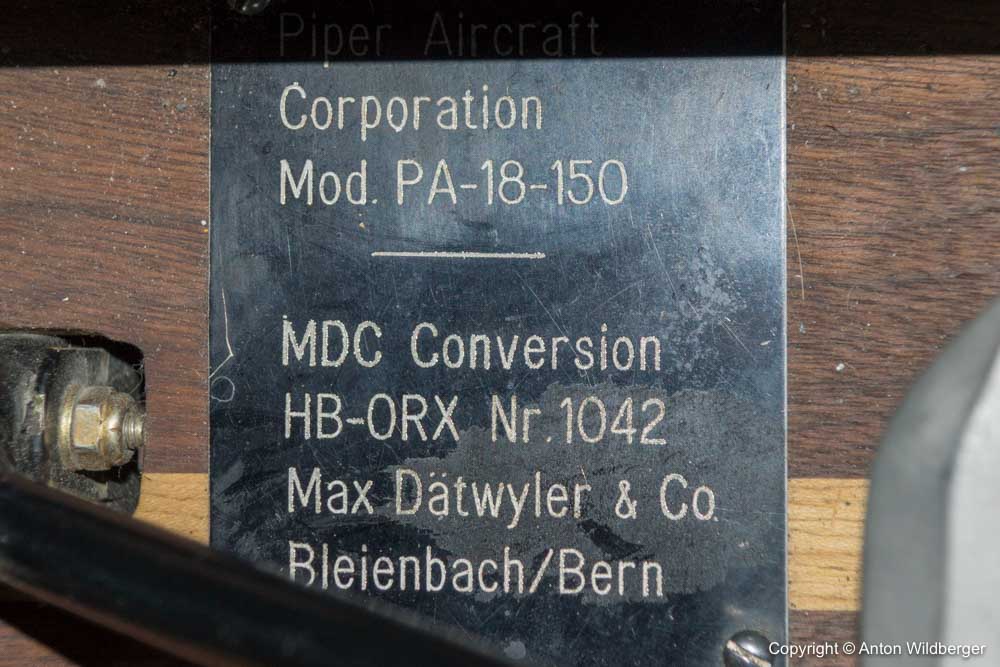 Piper Aircraft
Corporation
Mod. PA-18-150
MDC Conversion
HB-ORX Nr. 1042
Max Dätwyler & Co.
Bleienbach/Bern
Copyright © Anton Wildberger